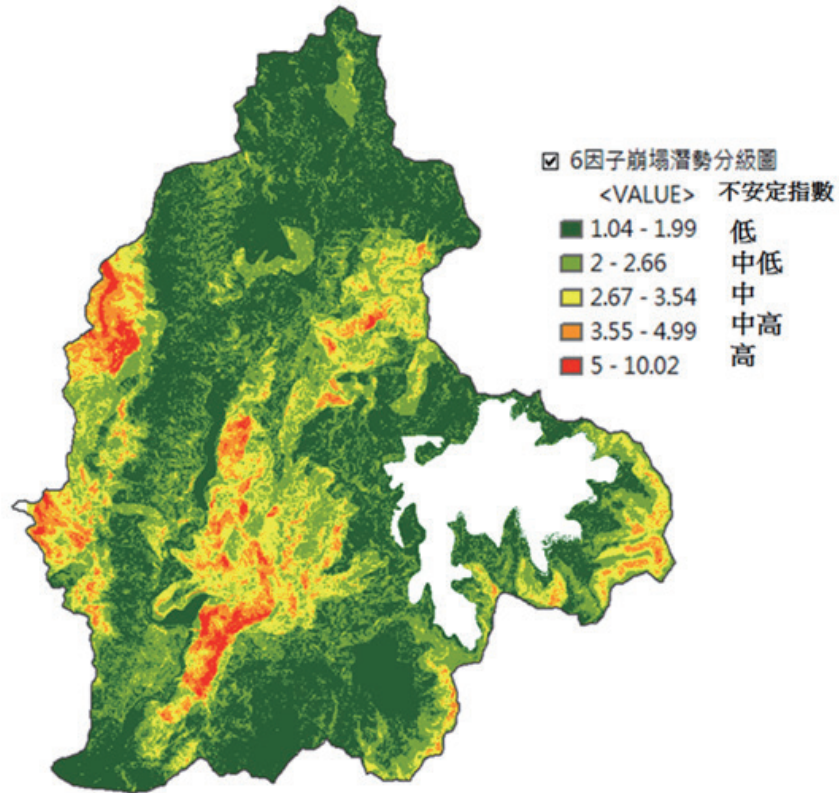 6因子崩塌潛勢分級圖
<VALUE> 不安定指數
1.04 - 1.99 低
2 - 2.66 中低
2.67 - 3.54 中
3.55 - 4.99 中高
5 - 10.02 高